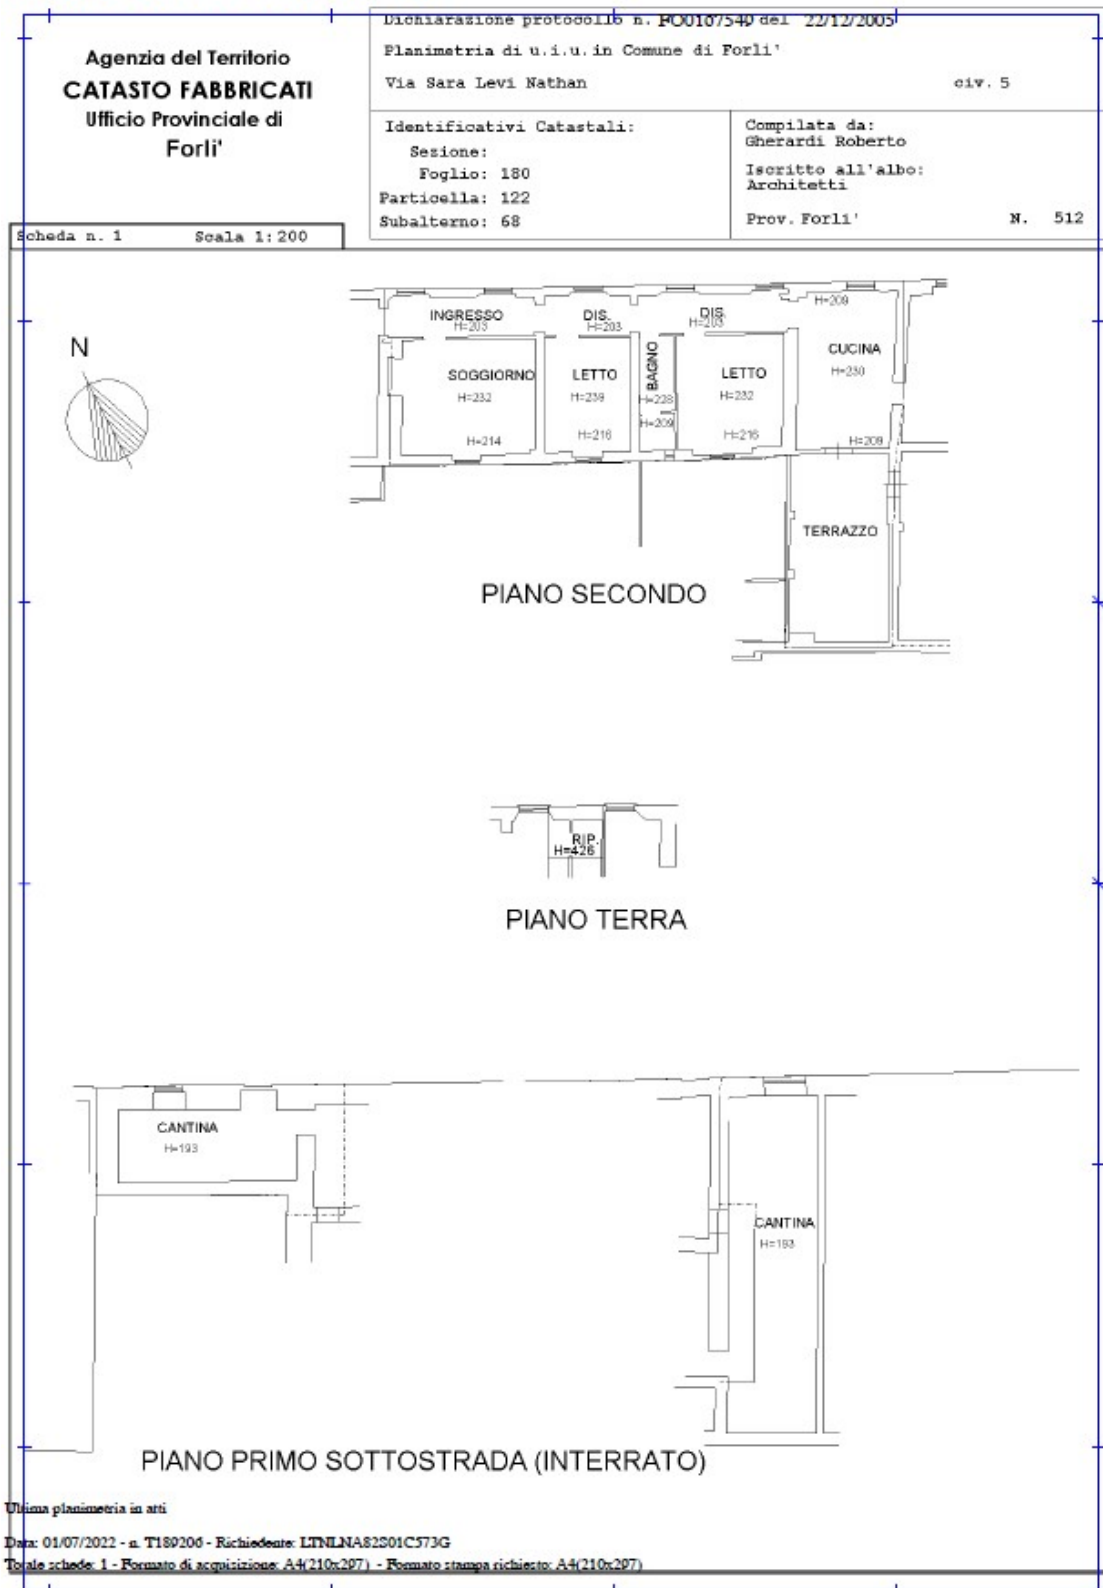 Agenzia del Territorio
CATASTO FABBRICATI
Ufficio Provinciale di
Forli'
Dichiarazione protocollo n. FO0107540 del 22/12/2005
Planimetria di u.i.u. in Comune di Forli'
Via Sara Levi Nathan civ. 5
Identificativi Catastali:
Sezione:
Foglio: 180
Particella: 122
Subalterno: 68
Compilata da:
Gherardi Roberto
Iscritto all'albo:
Architetti
Prov. Forli' N. 512
Scheda n. 1 Scala 1:200
N
INGRESSO
H=203
DIS.
H=203
DIS.
H=203
H=209
CUCINA
H=230
H=209
SOGGIORNO
H=232
H=214
LETTO
H=239
H=216
BAGNO
H=228
H=209
LETTO
H=232
H=216
TERRAZZO
PIANO SECONDO
RIP.
H=426
PIANO TERRA
CANTINA
H=193
CANTINA
H=193
PIANO PRIMO SOTTOSTRADA (INTERRATO)
Ultima planimetria in atti
Data: 01/07/2022 - n. T189206 - Richiedente: LTNLNA82S01C573G
Totale schede: 1 - Formato di acquisizione: A4(210x297) - Formato stampa richiesto: A4(210x297)